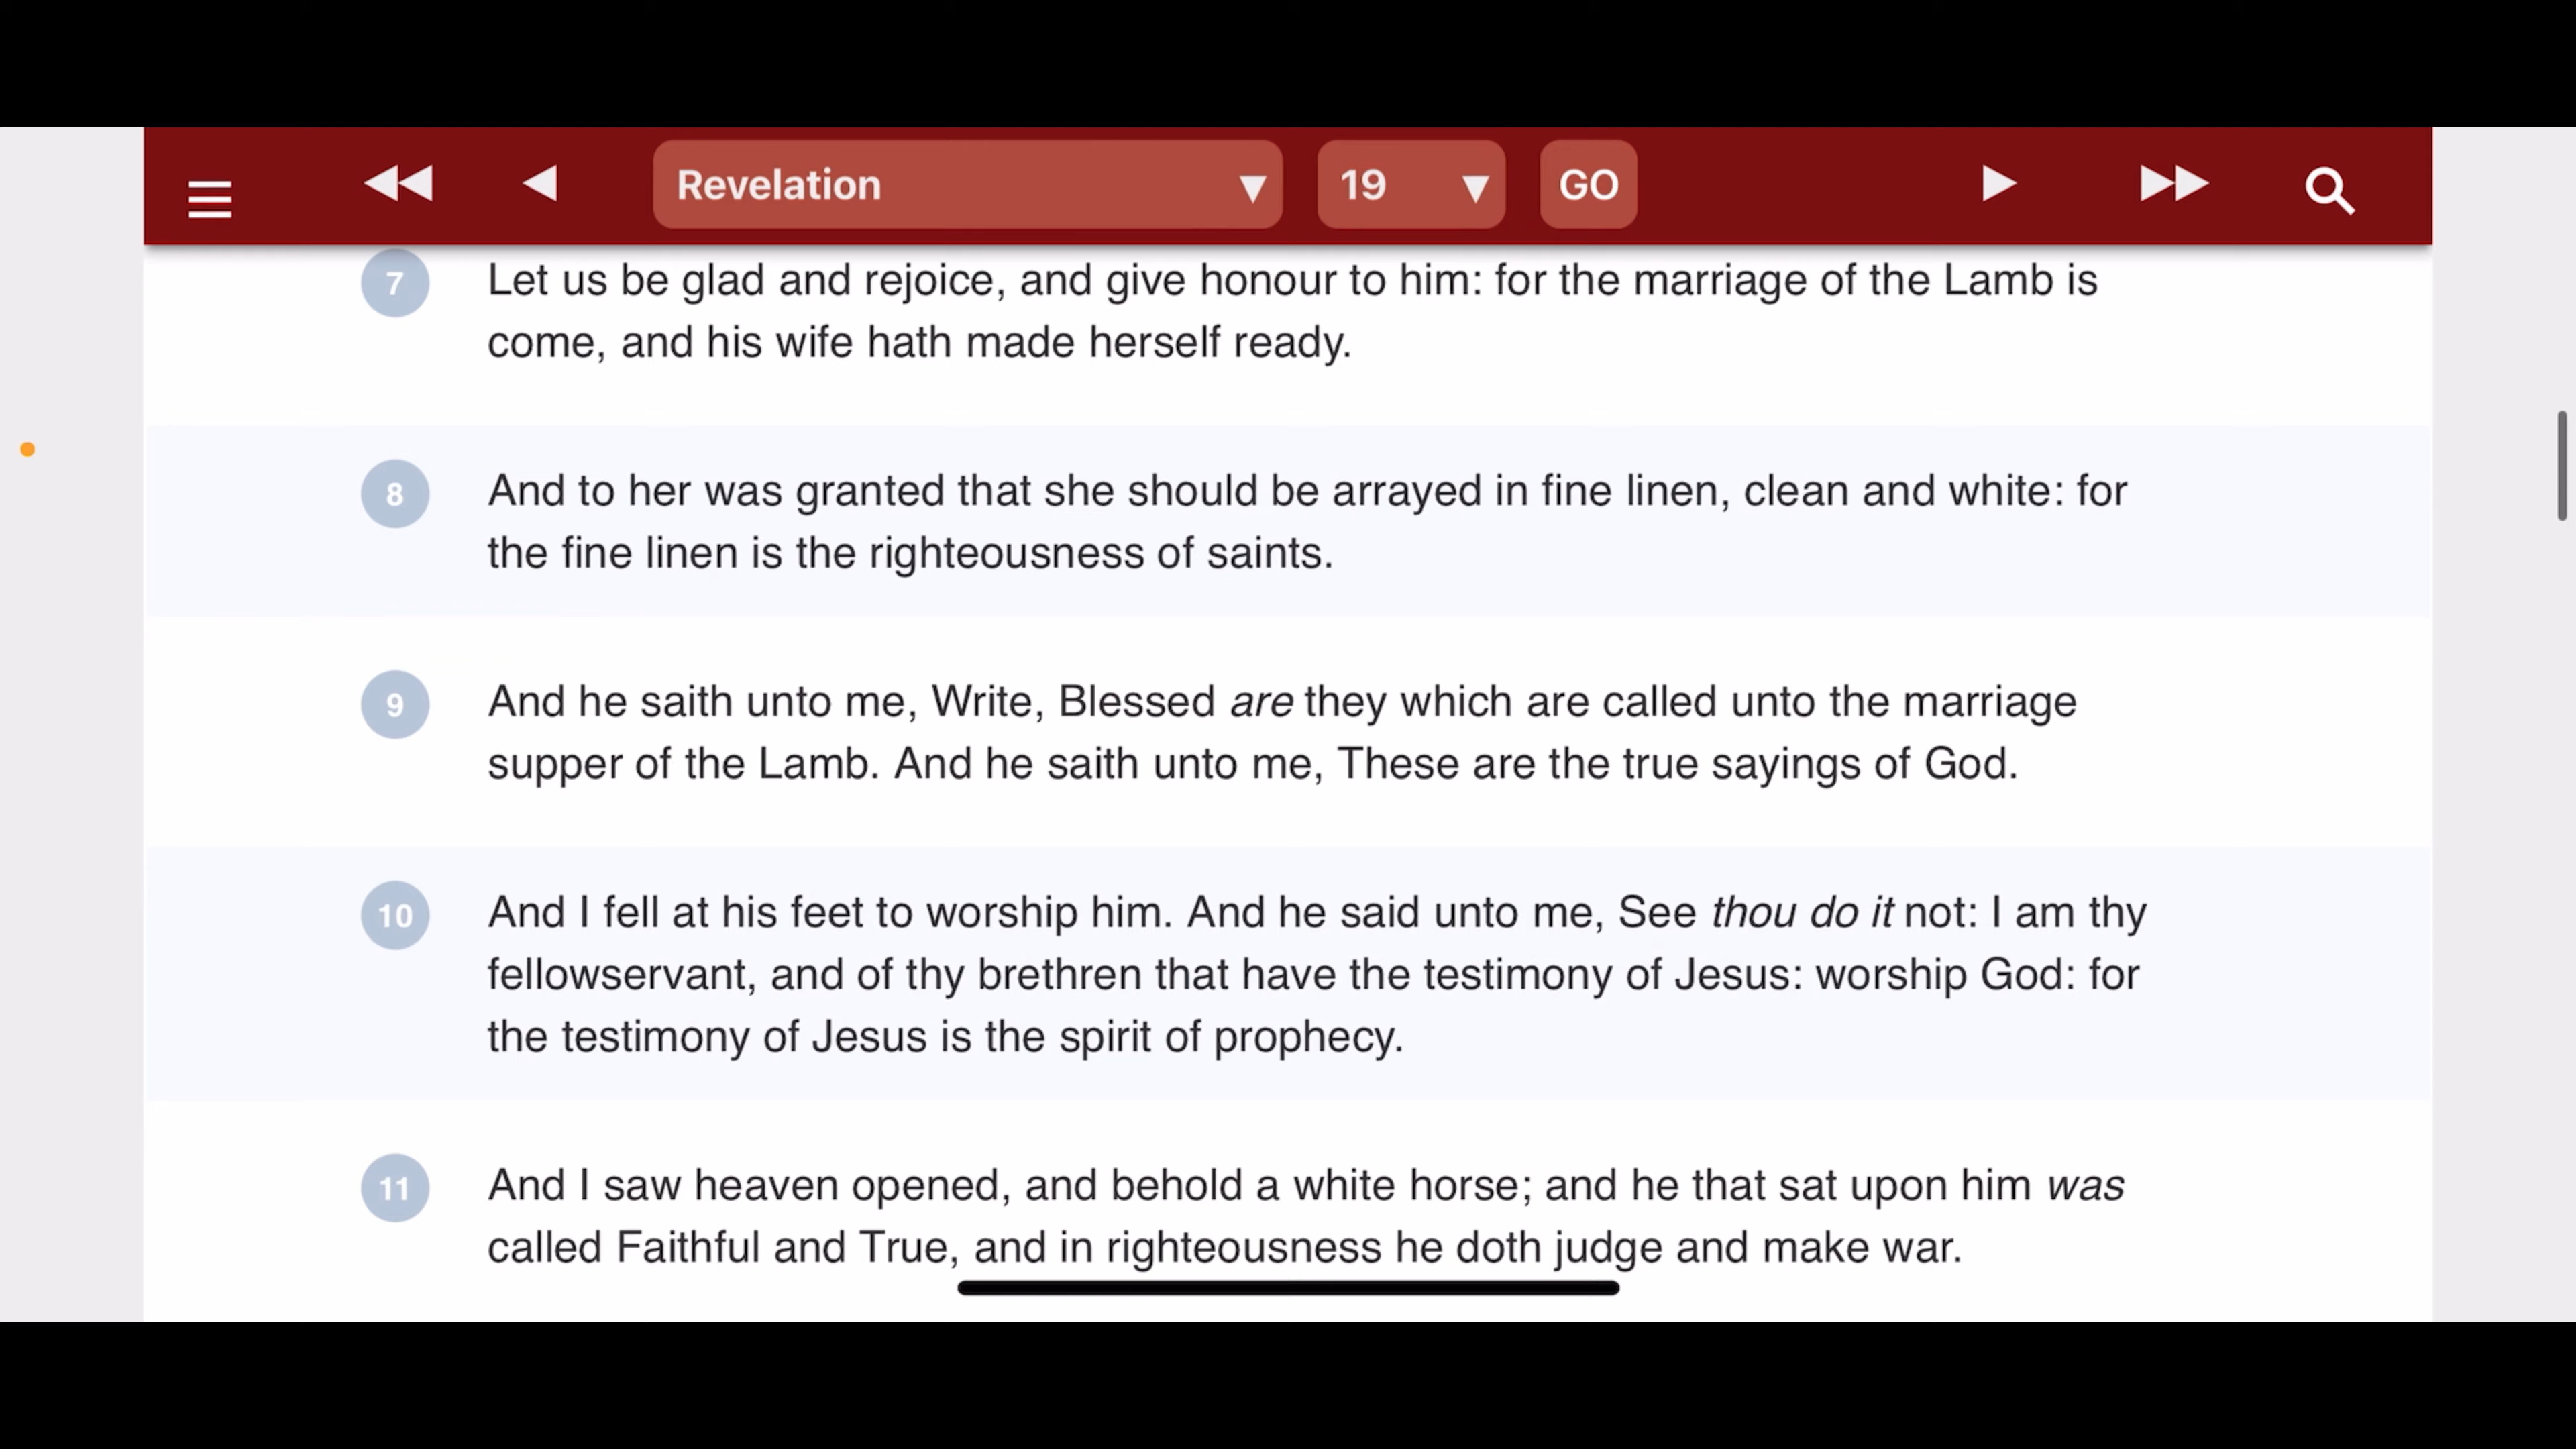 Revelation 19 GO
7 Let us be glad and rejoice, and give honour to him: for the marriage of the Lamb is
come, and his wife hath made herself ready.
8 And to her was granted that she should be arrayed in fine linen, clean and white: for
the fine linen is the righteousness of saints.
9 And he saith unto me, Write, Blessed are they which are called unto the marriage
supper of the Lamb. And he saith unto me, These are the true sayings of God.
10 And I fell at his feet to worship him. And he said unto me, See thou do it not: I am thy
fellowservant, and of thy brethren that have the testimony of Jesus: worship God: for
the testimony of Jesus is the spirit of prophecy.
11 And I saw heaven opened, and behold a white horse; and he that sat upon him was
called Faithful and True, and in righteousness he doth judge and make war.